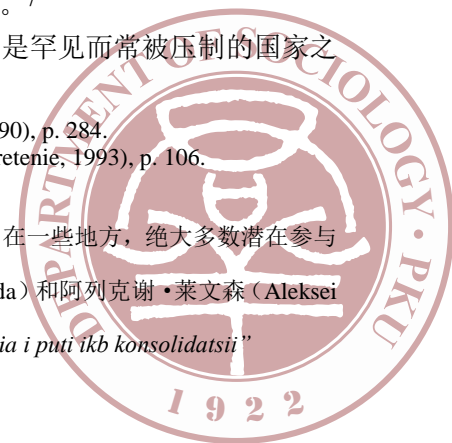 。7
是罕见而常被压制的国家之
90), p. 284.
retenie, 1993), p. 106.
在一些地方，绝大多数潜在参与
da）和阿列克谢·莱文森（Aleksei
ia i puti ikb konsolidatsii”
DEPARTMENT OF SOCIOLOGY · PKU
1922